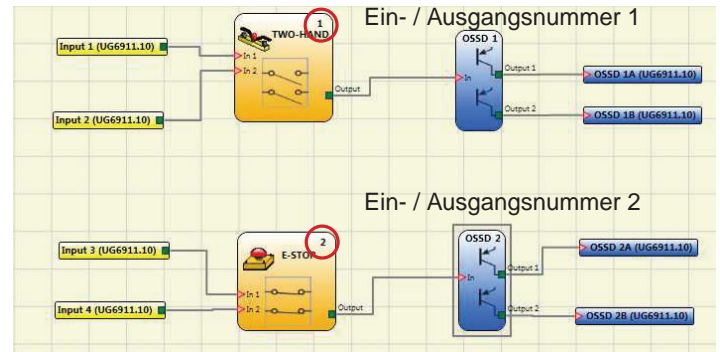 Ein- / Ausgsdnummer 1
1
TWO-HAND
OSSD 1
Input 1 (UG6911.10)
In 1
In 2
Output
In
Output 1
OSSD 1A (UG6911.10)
Input 2 (UG6911.10)
Output 2
OSSD 1B (UG6911.10)
Ein- / Ausgangsnummer 2
2
E-STOP
OSSD 2
Input 3 (UG6911.10)
In 1
In 2
Output
In
Output 1
OSSD 2A (UG6911.10)
Input 4 (UG6911.10)
Output 2
OSSD 2B (UG6911.10)